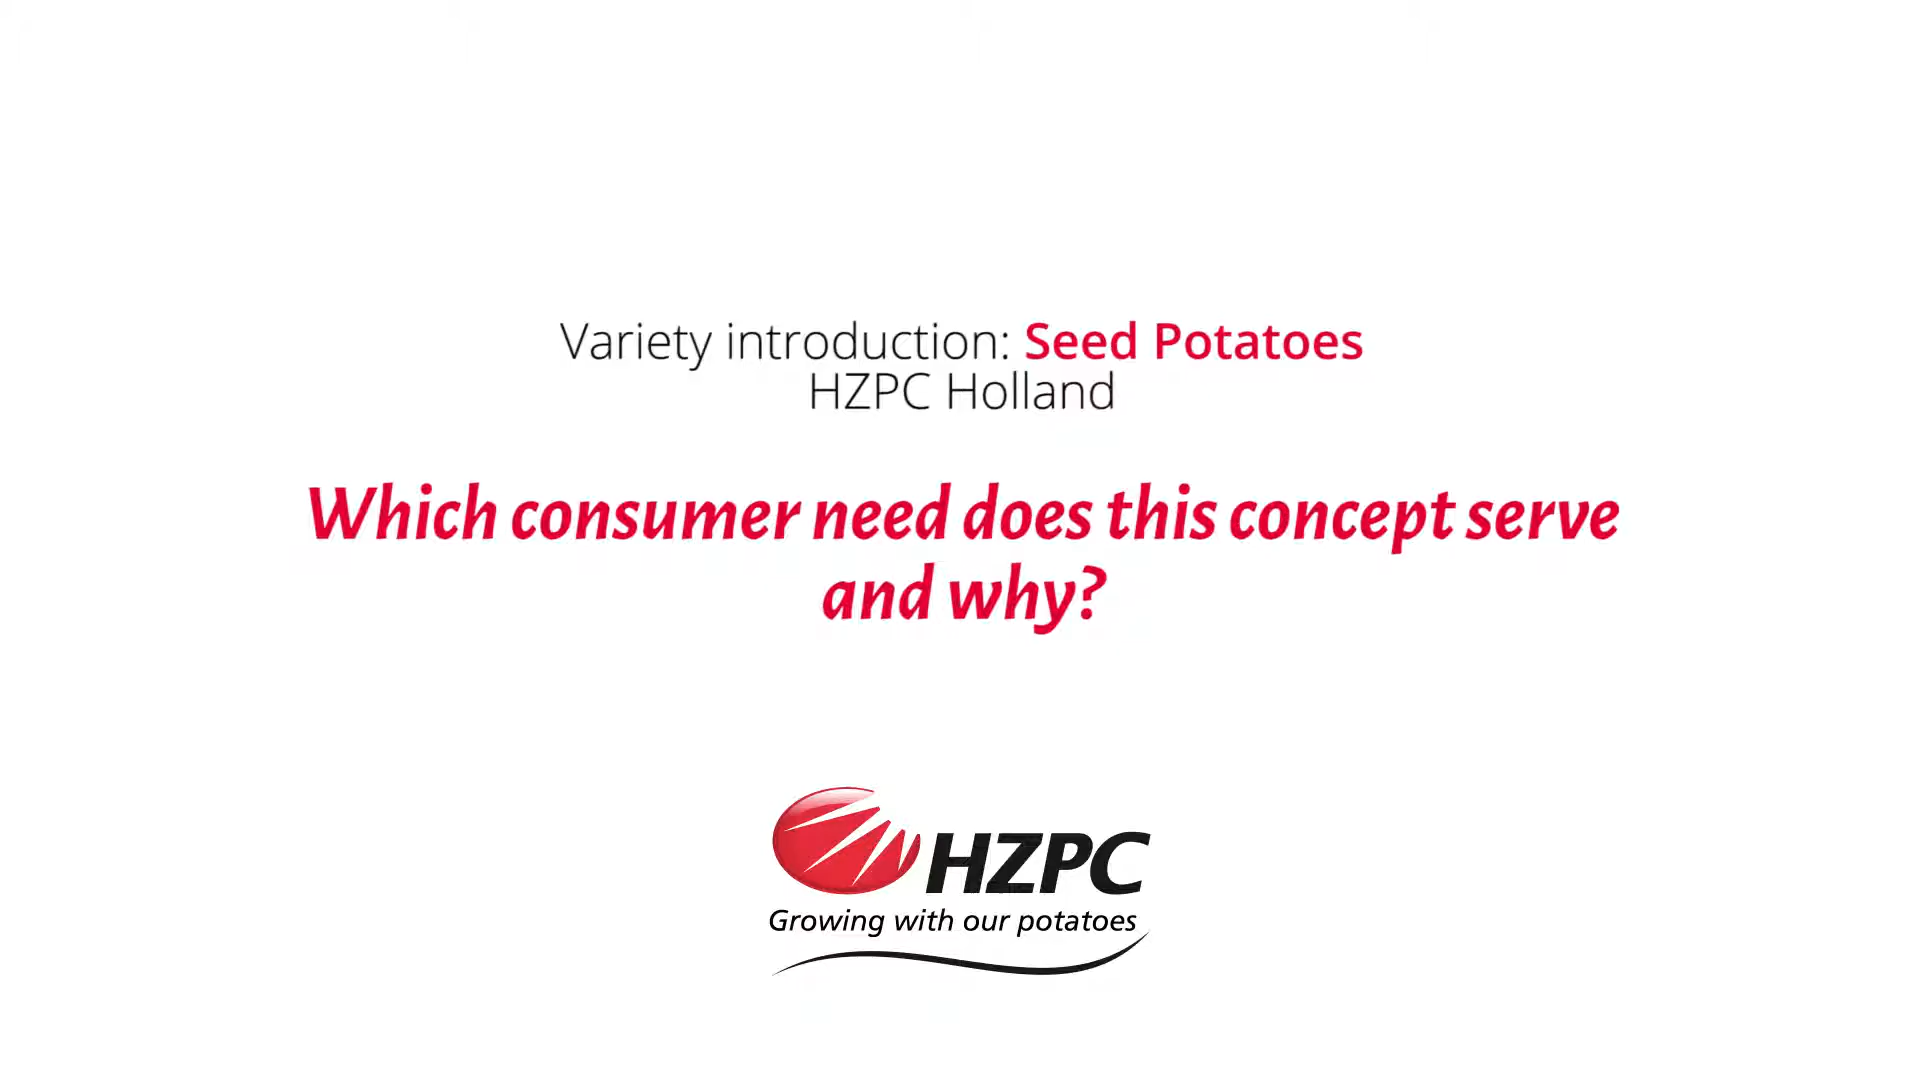 Variety introduction: Seed Potatoes
HZPC Holland
Which consumer need does this concept serve
and why?
HZPC
Growing with our potatoes